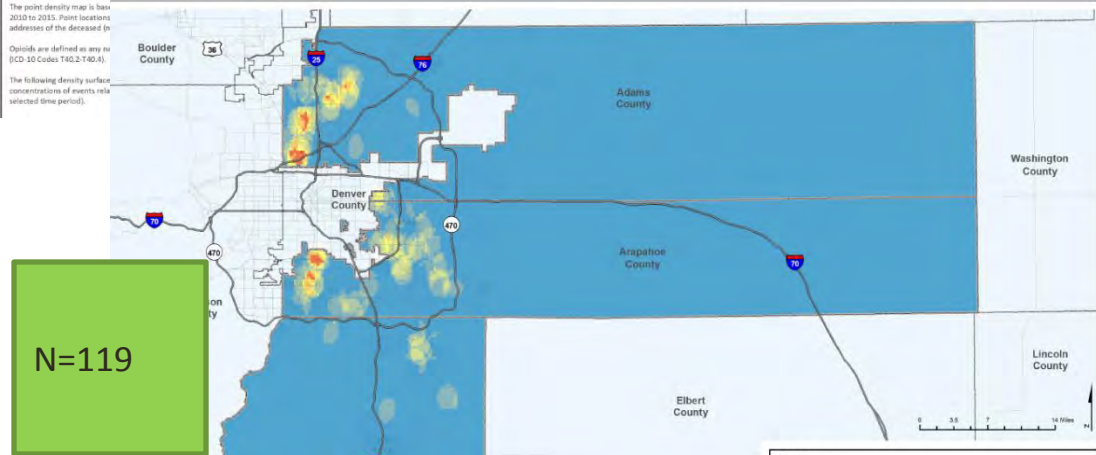 The point density map is
2010 to 2015. Point locations
addresses of the deceased
Opioids are defined as any
(ICD-10 Codes T40.2-T40.4).
The following density surface
concentrations of events
selected time period).
Boulder
County
36
25
76
Adams
County
Washington
County
Denver
County
70
470
470
Arapahoe
County
70
N=119
Lincoln
County
Elbert
County
0 3.5 7 14 Miles
N